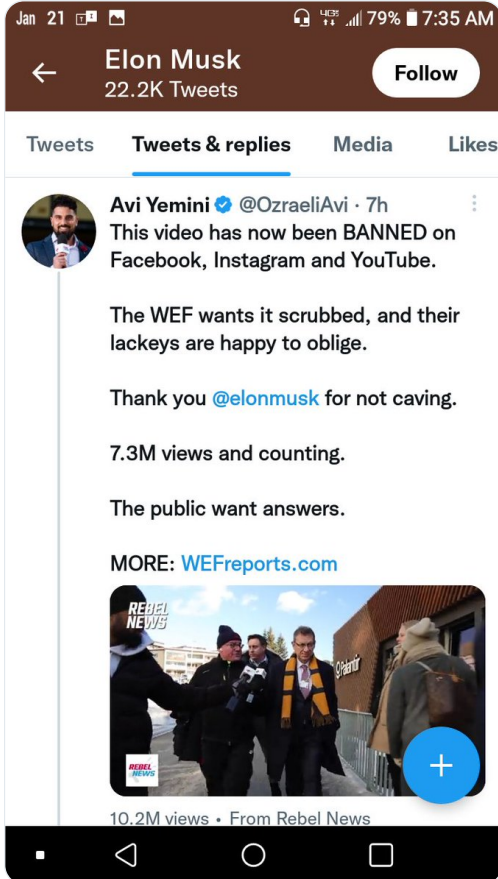 Jan 21 79% 7:35 AM
Elon Musk
22.2K Tweets
Follow
Tweets Tweets & replies Media Likes
Avi Yemini @OzraeliAvi · 7h
This video has now been BANNED on
Facebook, Instagram and YouTube.
The WEF wants it scrubbed, and their
lackeys are happy to oblige.
Thank you @elonmusk for not caving.
7.3M views and counting.
The public want answers.
MORE: WEFreports.com
REBEL
NEWS
Palantir
REBEL
NEWS
10.2M views • From Rebel News